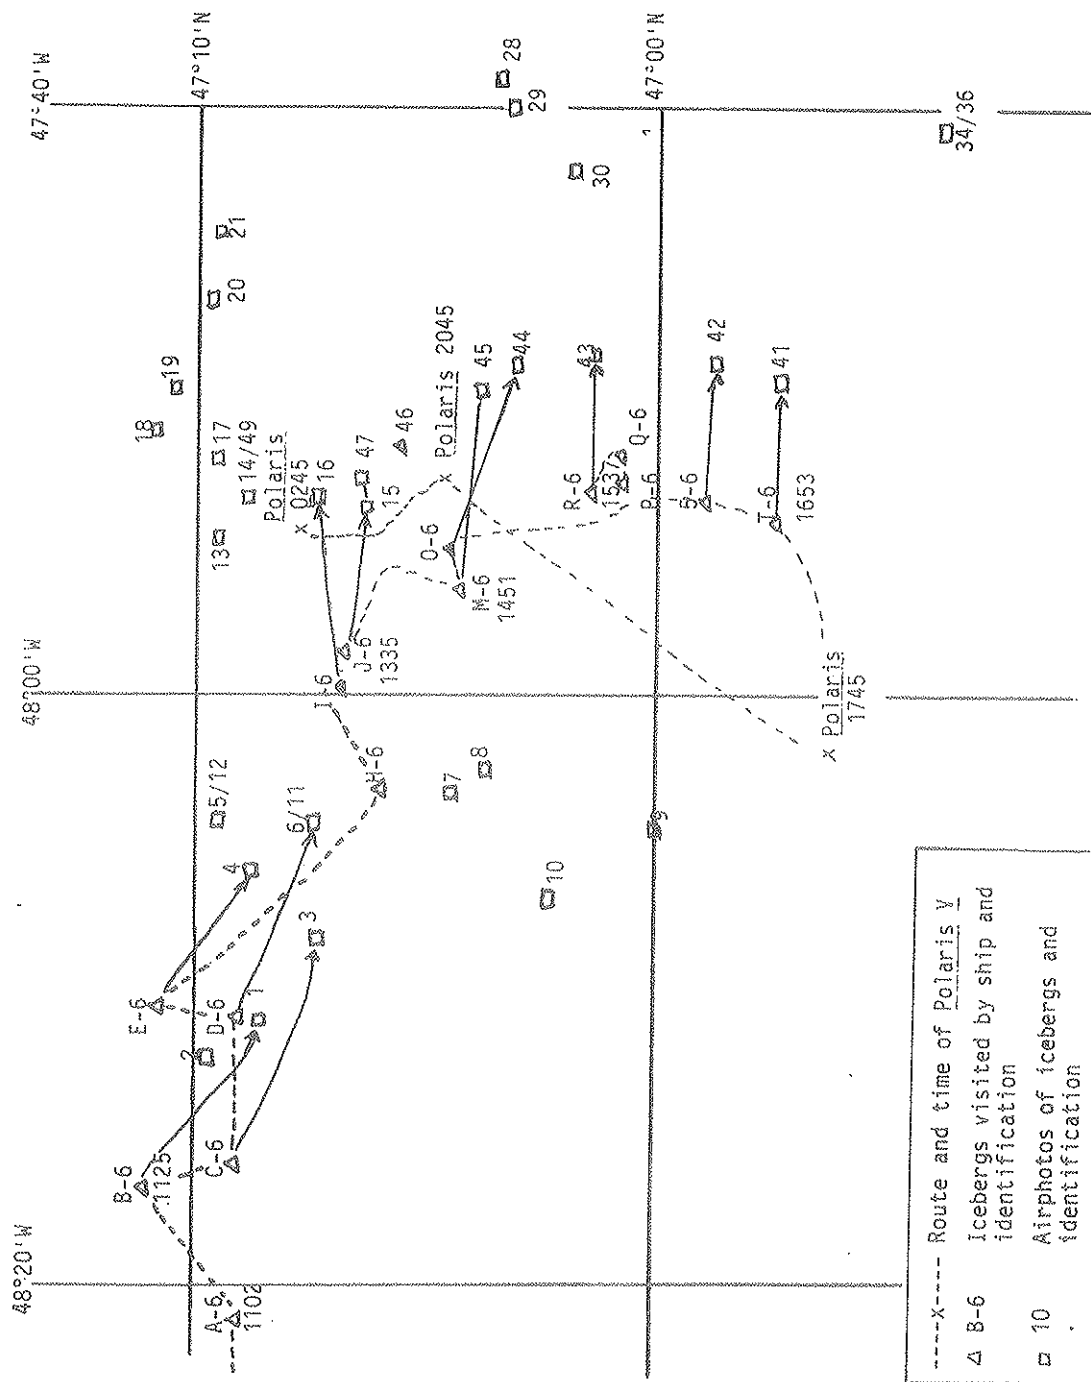 48°20'W
48°00'W
47°40'W
47°10'N
47°00'N
A-6
1102
B-6
1125
C-6
D-6
E-6
H-6
I-6
J-6
1335
M-6
1451
O-6
P-6
Q-6
R-6
1537
S-6
T-6
1653
1
2
3
4
5/12
6/11
7
8
9
10
13
14/49
15
16
17
18
19
20
21
28
29
30
34/36
41
42
43
44
45
46
47
Polaris
0245
Polaris 2045
x Polaris
1745
----x---- Route and time of Polaris V
△ B-6 Icebergs visited by ship and
identification
□ 10 Airphotos of icebergs and
identification